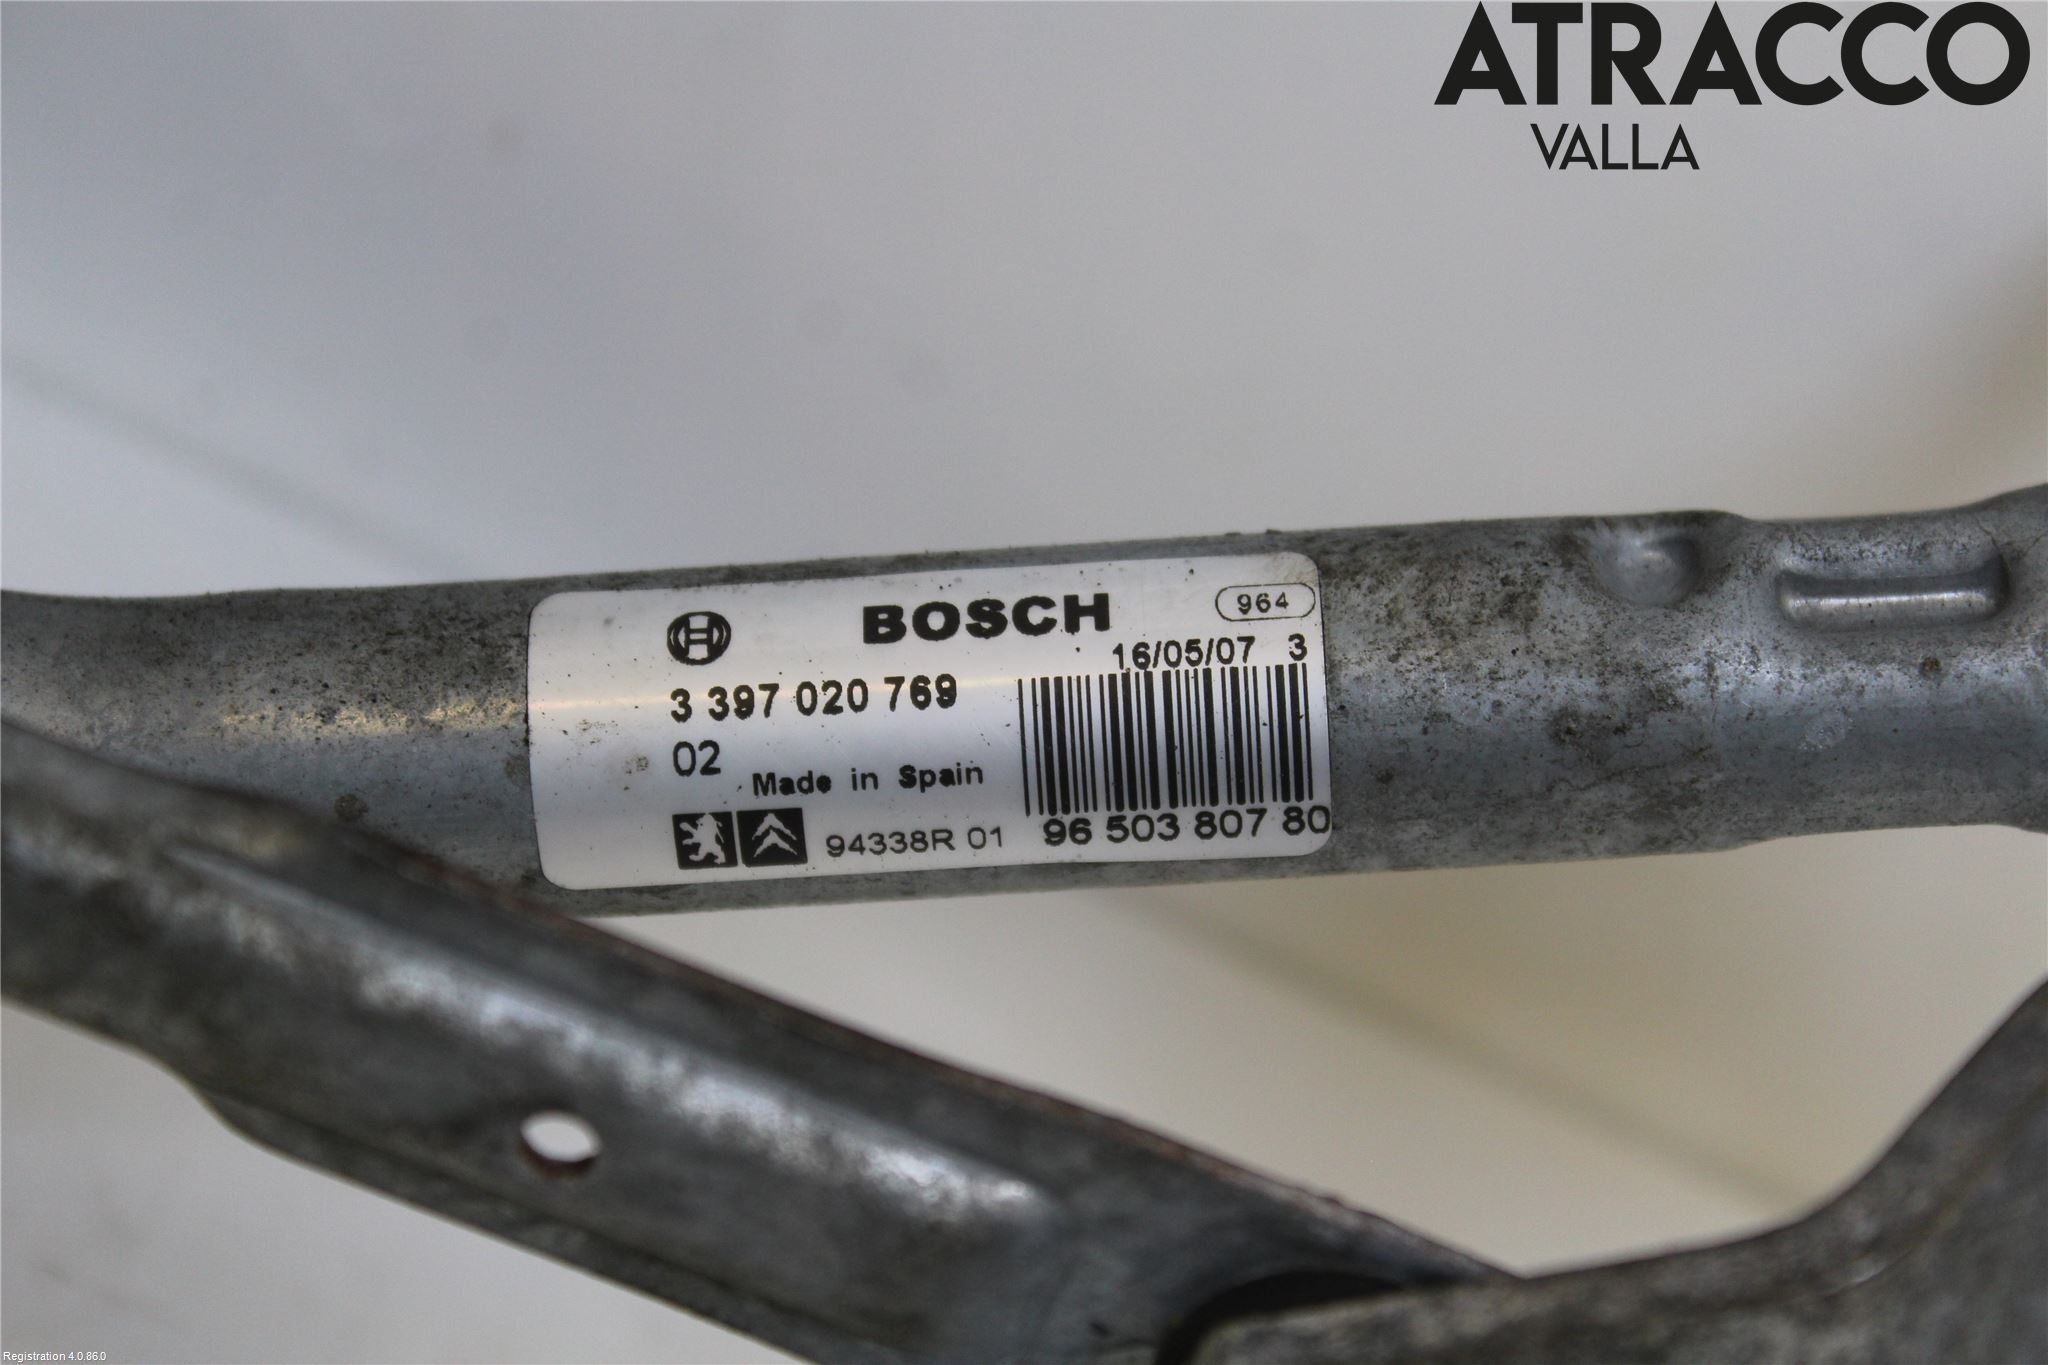 ATRACCO
VALLA
BOSCH
964
16/05/07 3
3 397 020 769
02
Made in Spain
94338R 01
96 503 807 80
Registration 4.0.86.0